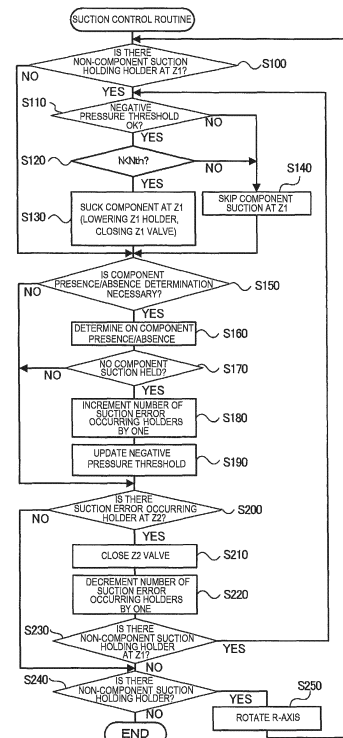 SUCTION CONTROL ROUTINE
IS THERE
NON-COMPONENT SUCTION
HOLDING HOLDER AT Z1?
S100
NO
YES
S110
NEGATIVE
PRESSURE THRESHOLD
OK?
NO
YES
S120
N<Nth?
NO
YES
S130
SUCK COMPONENT AT Z1
(LOWERING Z1 HOLDER,
CLOSING Z1 VALVE)
S140
SKIP COMPONENT
SUCTION AT Z1
IS COMPONENT
PRESENCE/ABSENCE DETERMINATION
NECESSARY?
S150
NO
YES
DETERMINE ON COMPONENT
PRESENCE/ABSENCE
S160
NO COMPONENT
SUCTION HELD?
S170
NO
YES
INCREMENT NUMBER OF
SUCTION ERROR
OCCURRING HOLDERS
BY ONE
S180
UPDATE NEGATIVE
PRESSURE THRESHOLD
S190
IS THERE
SUCTION ERROR OCCURRING
HOLDER AT Z2?
S200
NO
YES
CLOSE Z2 VALVE
S210
DECREMENT NUMBER OF
SUCTION ERROR
OCCURRING HOLDERS
BY ONE
S220
S230
IS THERE
NON-COMPONENT SUCTION
HOLDING HOLDER
AT Z1?
YES
NO
S240
IS THERE
NON-COMPONENT SUCTION
HOLDING HOLDER?
YES
NO
S250
ROTATE R-AXIS
END